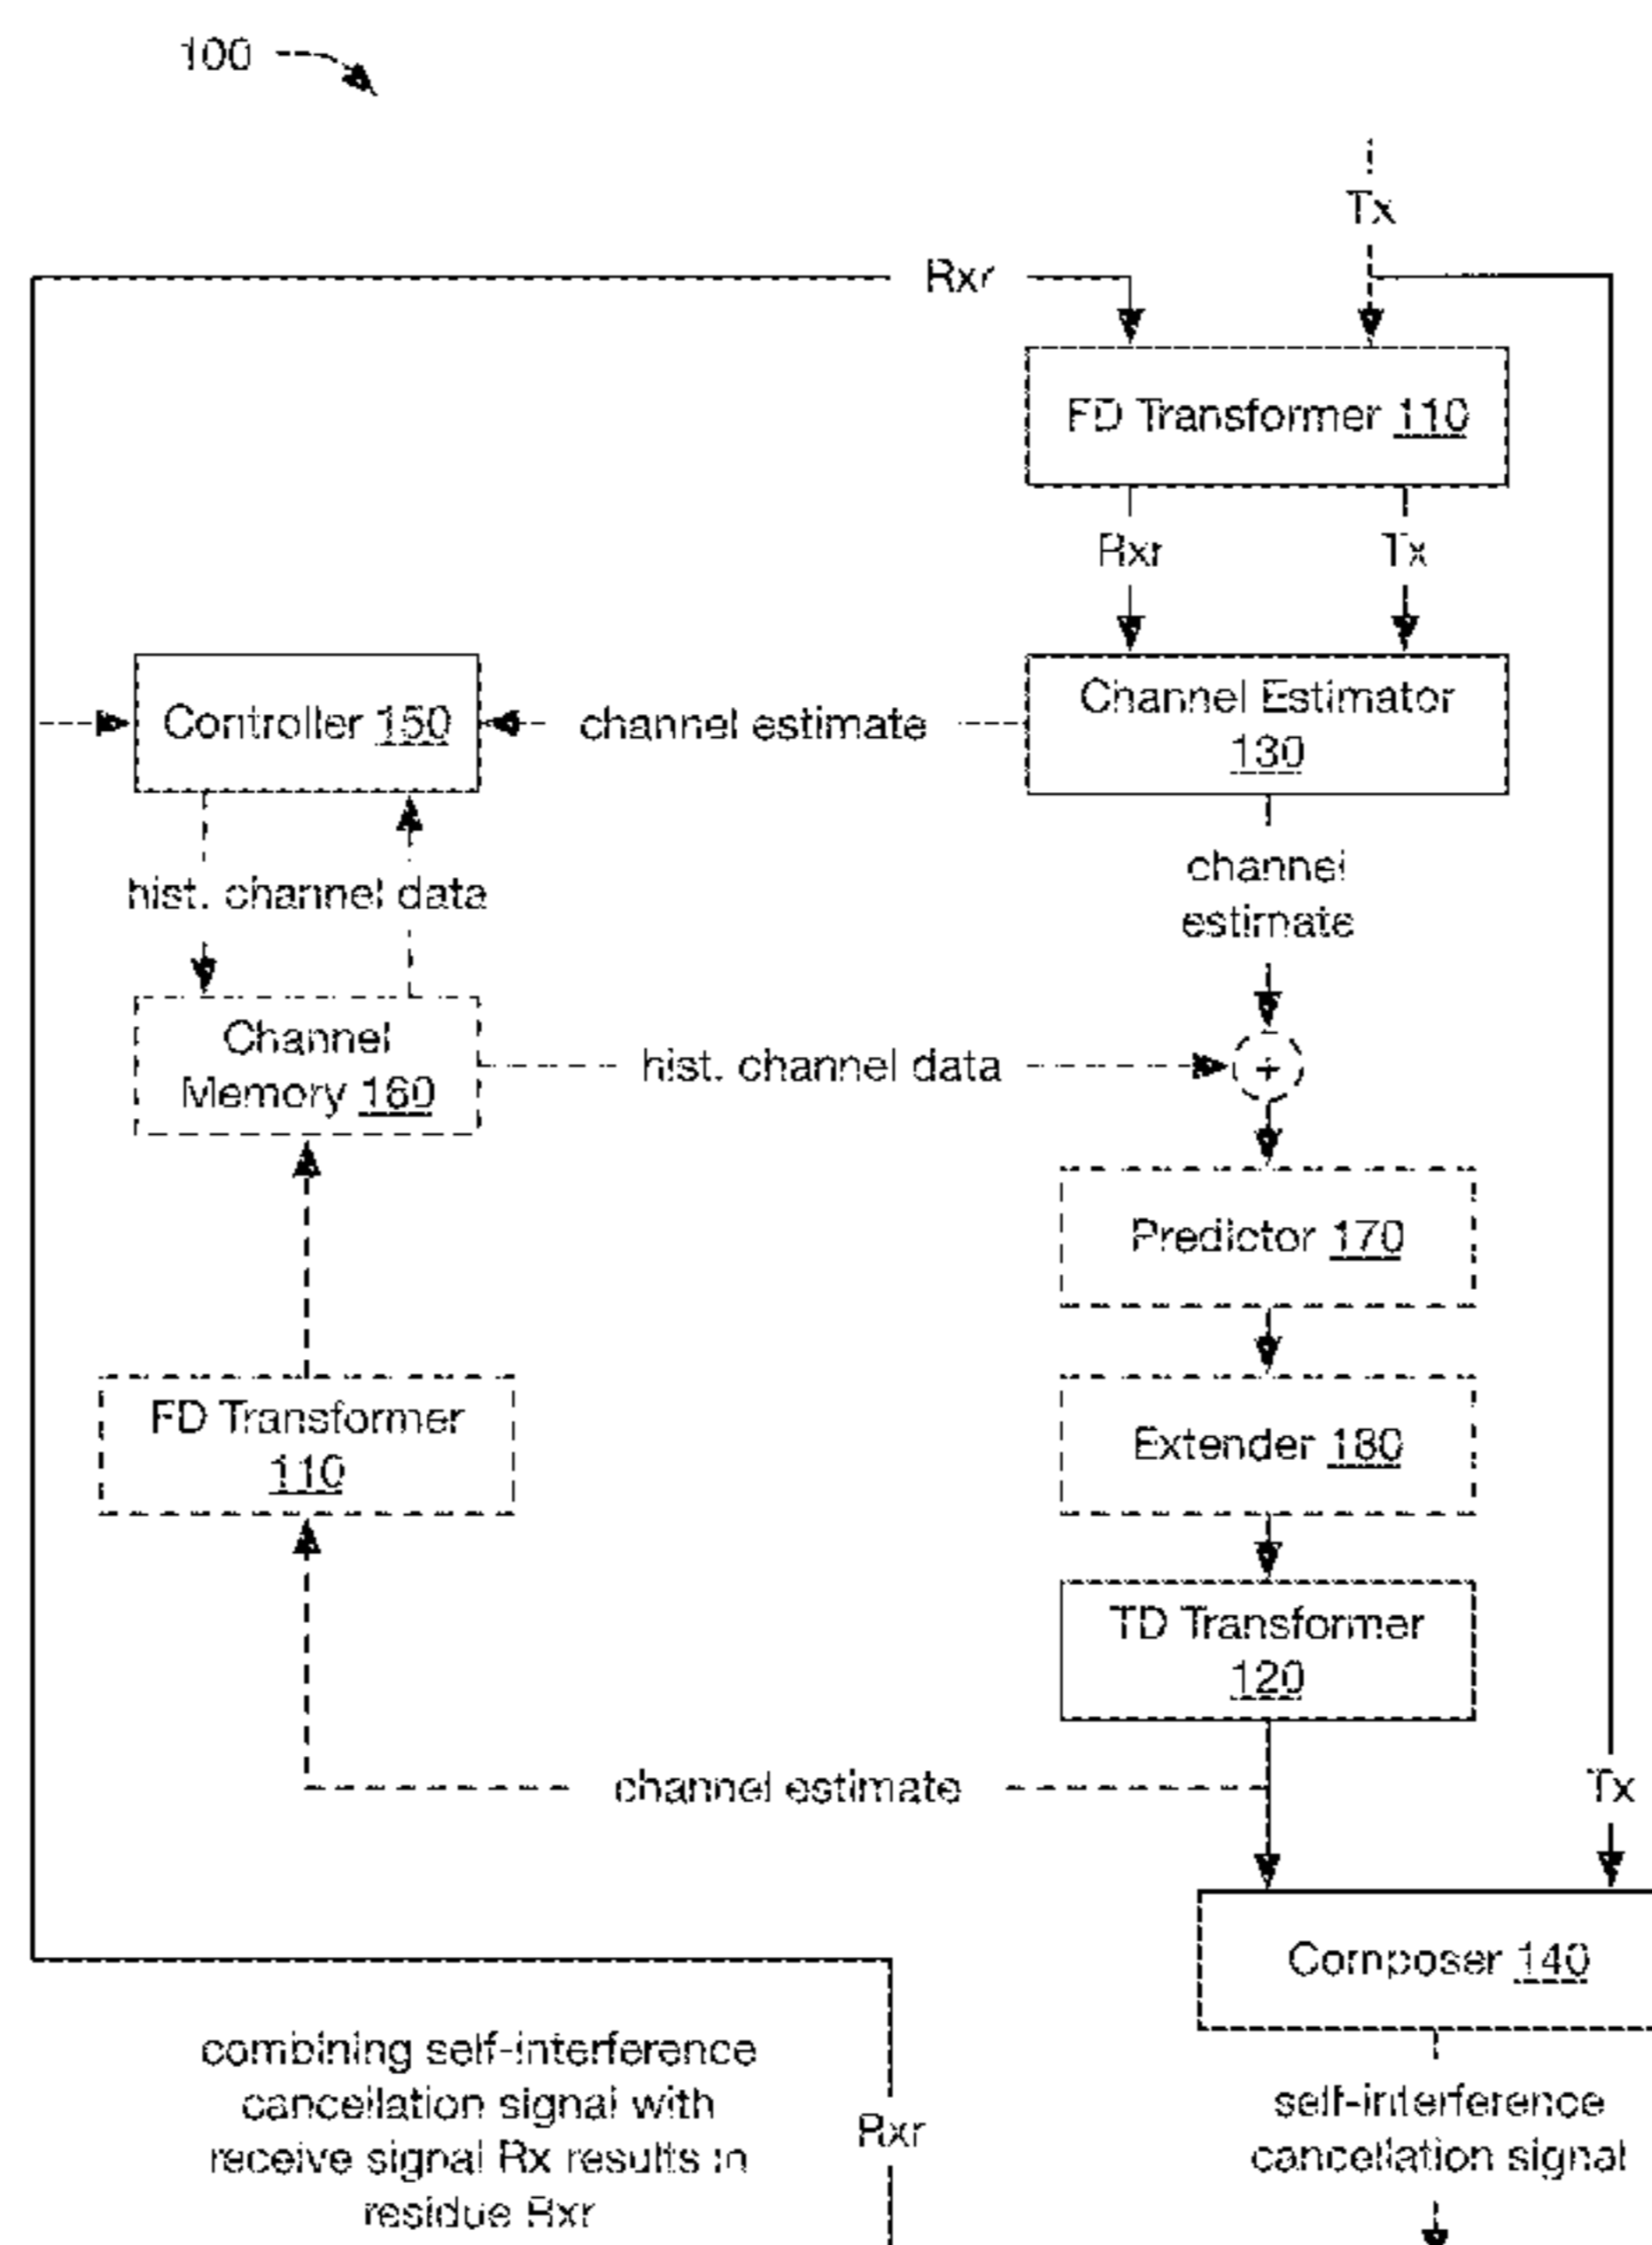 100
Tx
Rxr
FD Transformer 110
Rxr
Tx
Channel Estimator
130
Controller 150
channel estimate
channel
estimate
hist. channel data
Channel
Memory 160
hist. channel data
+
Predictor 170
FD Transformer
110
Extender 180
TD Transformer
120
channel estimate
Tx
Composer 140
combining self-interference
cancellation signal with
receive signal Rx results in
residue Rxr
Rxr
self-interference
cancellation signal